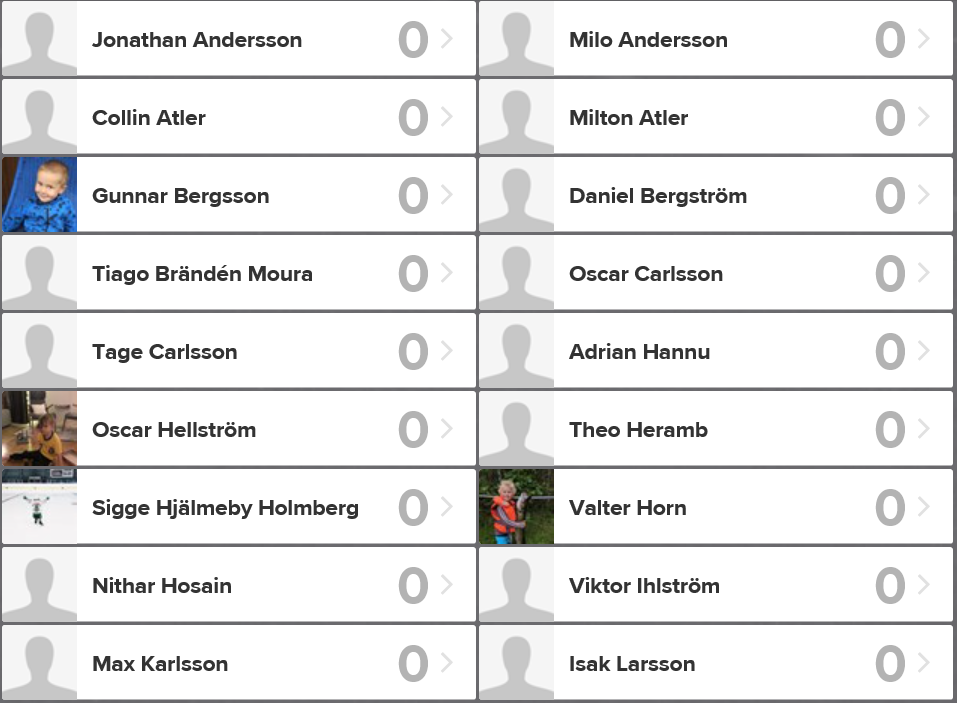 Jonathan Andersson 0
Milo Andersson 0
Collin Atler 0
Milton Atler 0
Gunnar Bergsson 0
Daniel Bergström 0
Tiago Brändén Moura 0
Oscar Carlsson 0
Tage Carlsson 0
Adrian Hannu 0
Oscar Hellström 0
Theo Heramb 0
Sigge Hjälmeby Holmberg 0
Valter Horn 0
Nithar Hosain 0
Viktor Ihlström 0
Max Karlsson 0
Isak Larsson 0